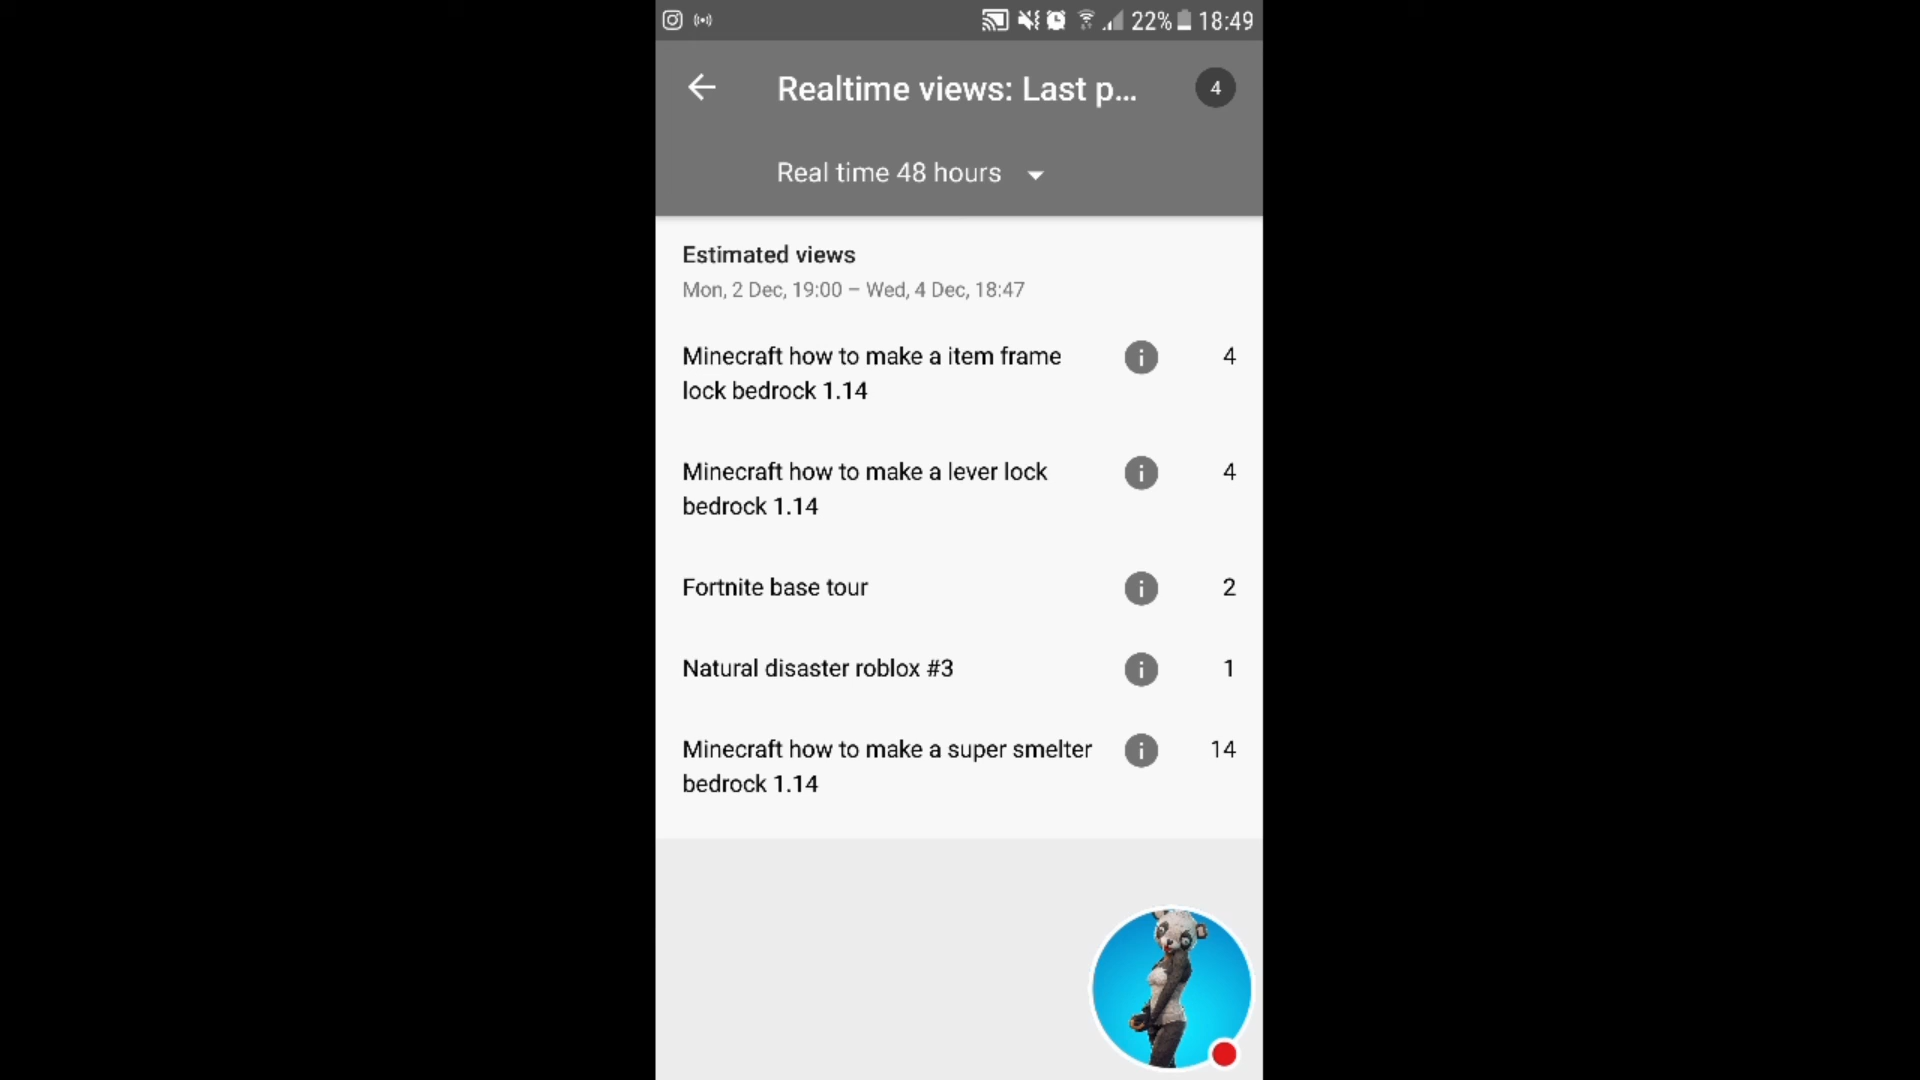 22% 18:49
Realtime views: Last p...
4
Real time 48 hours
Estimated views
Mon, 2 Dec, 19:00 – Wed, 4 Dec, 18:47
Minecraft how to make a item frame
lock bedrock 1.14
4
Minecraft how to make a lever lock
bedrock 1.14
4
Fortnite base tour
2
Natural disaster roblox #3
1
Minecraft how to make a super smelter
bedrock 1.14
14